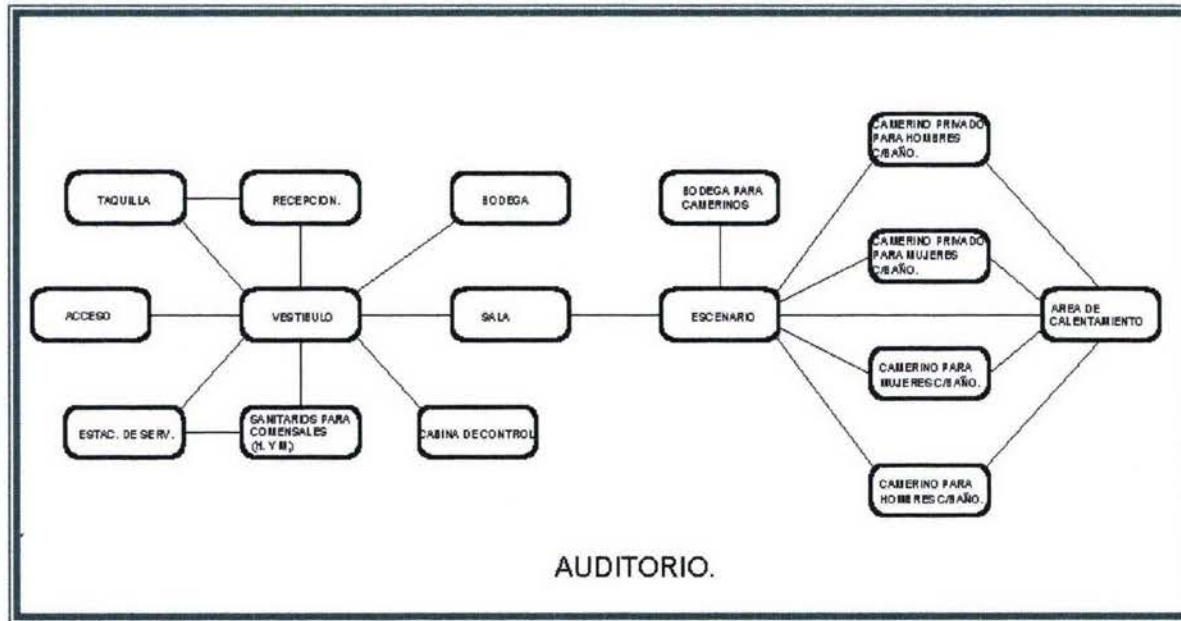 CAMERINO PRIVADO
PARA HOMBRES
C/BAÑO.
TAQUILLA
RECEPCION.
BODEGA
BODEGA PARA
CAMERINOS
CAMERINO PRIVADO
PARA MUJERES
C/BAÑO.
ACCESO
VESTIBULO
SALA
ESCENARIO
AREA DE
CALENTAMIENTO
CAMERINO PARA
MUJERES C/BAÑO.
ESTAC. DE SERV.
SANITARIOS PARA
COMENSALES
(H. Y M.)
CABINA DE CONTROL
CAMERINO PARA
HOMBRES C/BAÑO.
AUDITORIO.